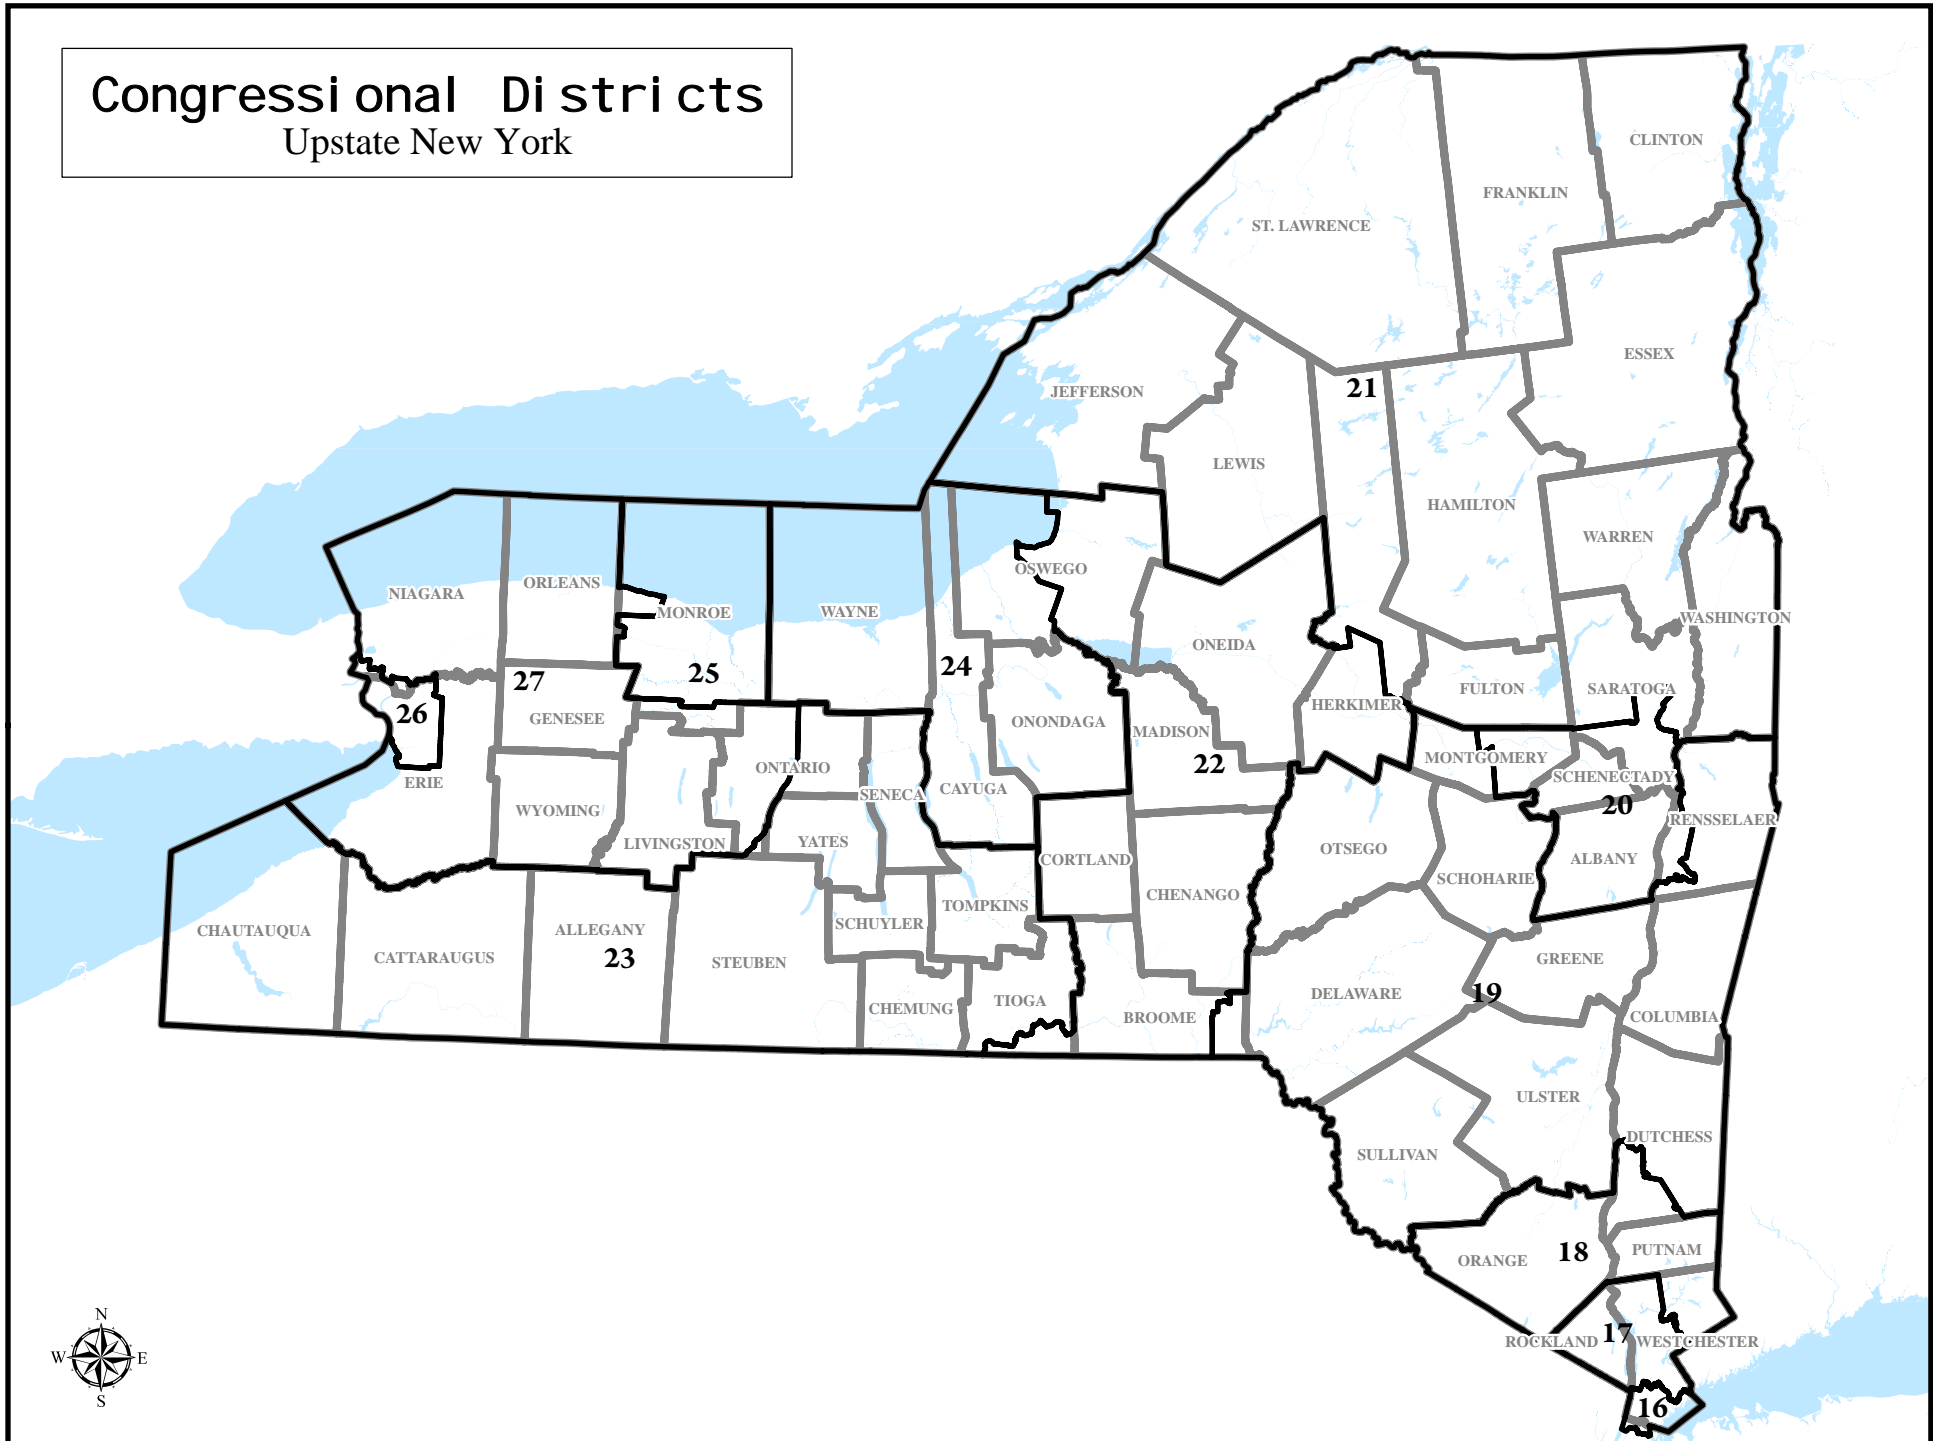 Congressional Districts
Upstate New York
CLINTON
FRANKLIN
ST. LAWRENCE
ESSEX
21
JEFFERSON
LEWIS
HAMILTON
WARREN
OSWEGO
ORLEANS
NIAGARA
MONROE
WAYNE
WASHINGTON
ONEIDA
24
25
27
FULTON
SARATOGA
HERKIMER
26
GENESEE
ONONDAGA
MADISON
MONTGOMERY
22
ONTARIO
SCHENECTADY
ERIE
CAYUGA
SENECA
20
WYOMING
RENSSELAER
LIVINGSTON
YATES
OTSEGO
CORTLAND
ALBANY
SCHOHARIE
CHENANGO
TOMPKINS
SCHUYLER
CHAUTAUQUA
ALLEGANY
CATTARAUGUS
23
STEUBEN
GREENE
19
DELAWARE
TIOGA
CHEMUNG
BROOME
COLUMBIA
ULSTER
DUTCHESS
SULLIVAN
18
PUTNAM
ORANGE
17
ROCKLAND
WESTCHESTER
16
N
W
E
S